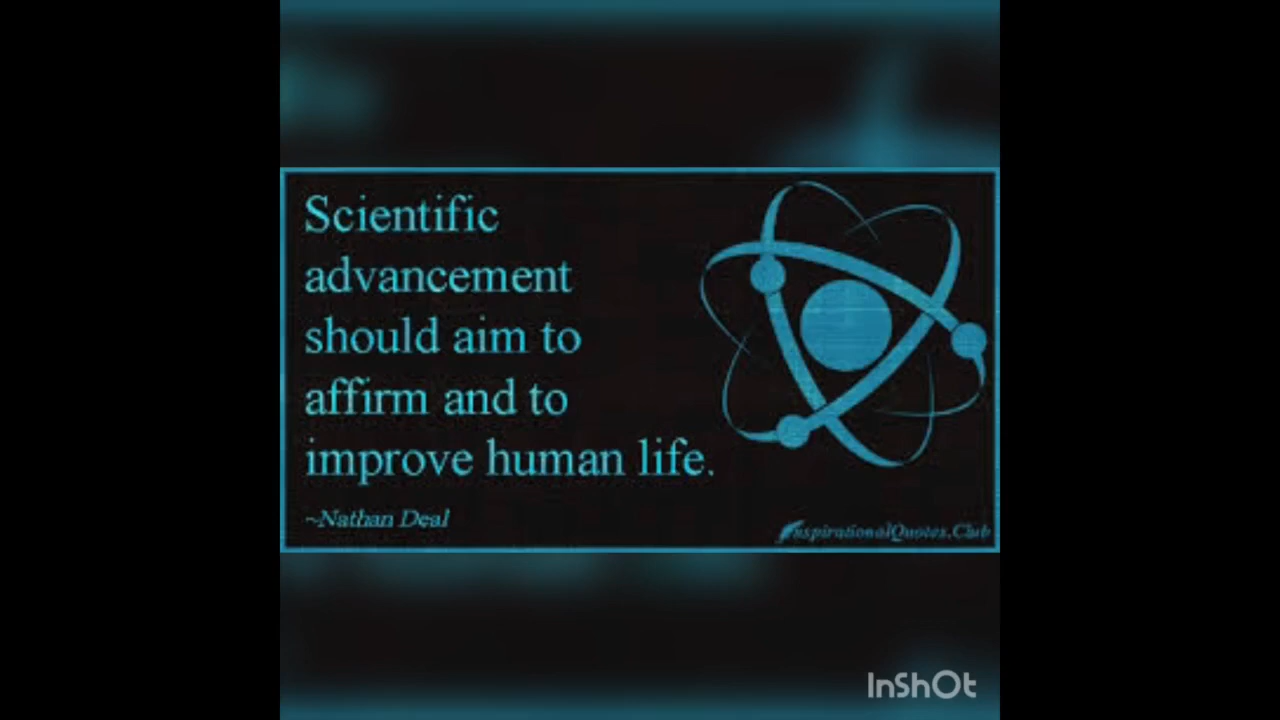 Scientific
advancement
should aim to
affirm and to
improve human life.
~Nathan Deal
InspirationalQuotes.Club
InShOt